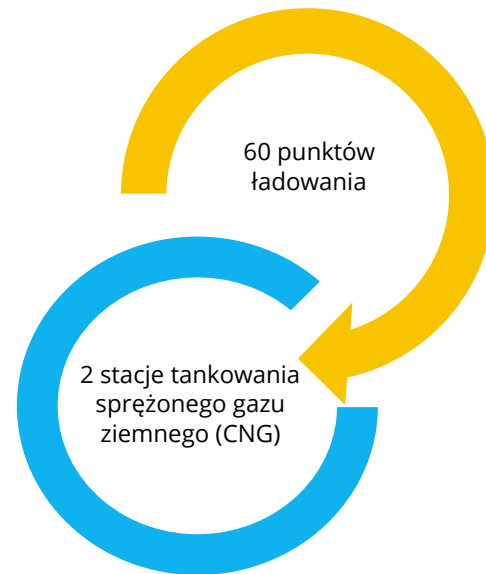 60 punktów
ładowania
2 stacje tankowania
sprężonego gazu
ziemnego (CNG)